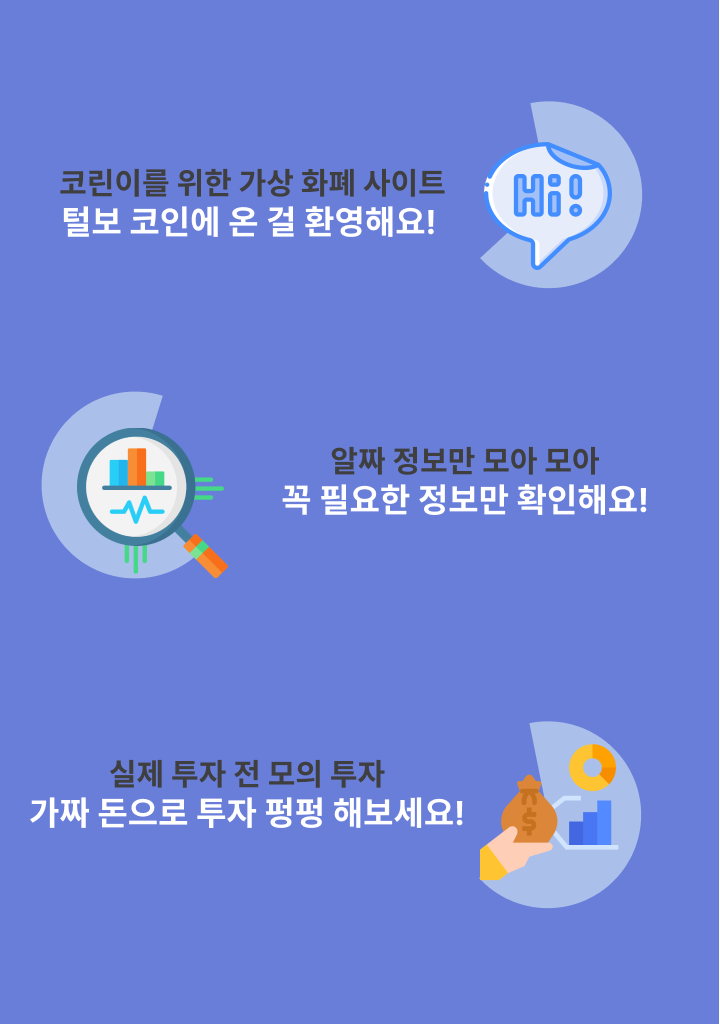 코린이를 위한 가상 화폐 사이트
털보 코인에 온 걸 환영해요!
Hi!
알짜 정보만 모아 모아
꼭 필요한 정보만 확인해요!
실제 투자 전 모의 투자
가짜 돈으로 투자 펑펑 해보세요!
$